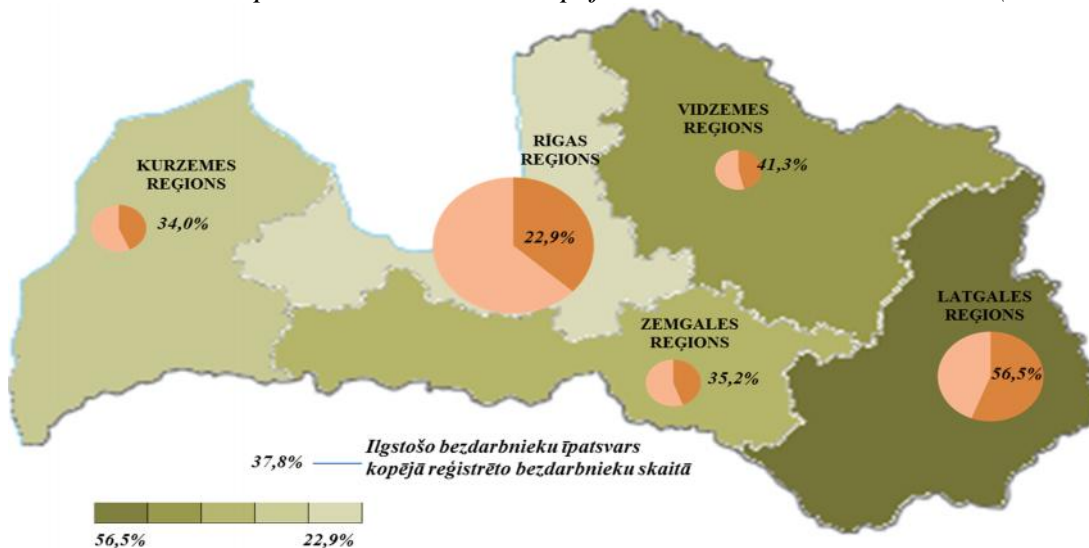 VIDZEMES
REĢIONS
41,3%
RĪGAS
REĢIONS
22,9%
KURZEMES
REĢIONS
34,0%
LATGALES
REĢIONS
56,5%
ZEMGALES
REĢIONS
35,2%
37,8%
Ilgstošo bezdarbnieku īpatsvars
kopējā reģistrēto bezdarbnieku skaitā
56,5%
22,9%